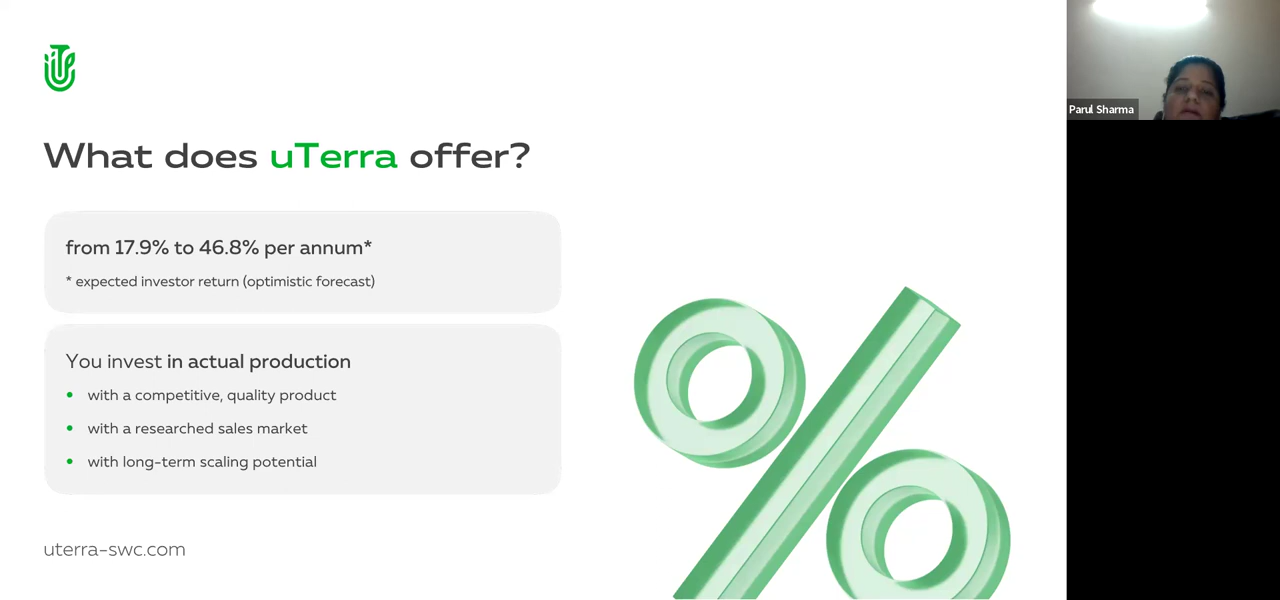 What does uTerra offer?
from 17.9% to 46.8% per annum*
* expected investor return (optimistic forecast)
You invest in actual production
with a competitive, quality product
with a researched sales market
with long-term scaling potential
uterra-swc.com
Parul Sharma